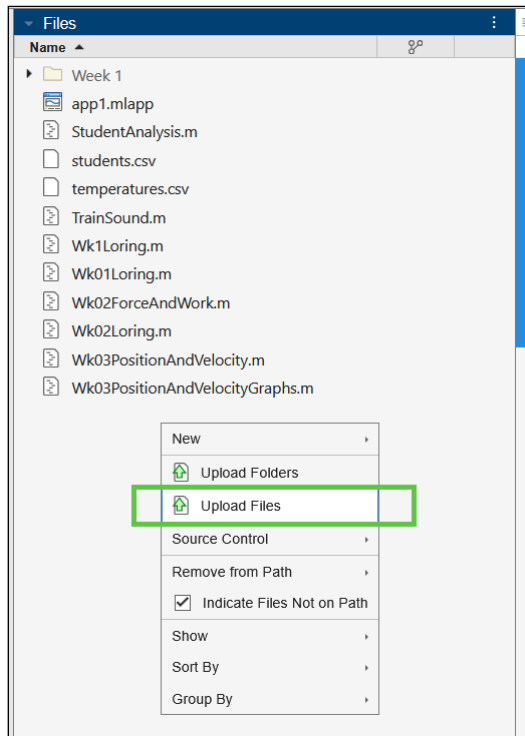 Files
Name
Week 1
app1.mlapp
StudentAnalysis.m
students.csv
temperatures.csv
TrainSound.m
Wk1Loring.m
Wk01Loring.m
Wk02ForceAndWork.m
Wk02Loring.m
Wk03PositionAndVelocity.m
Wk03PositionAndVelocityGraphs.m
New
Upload Folders
Upload Files
Source Control
Remove from Path
Indicate Files Not on Path
Show
Sort By
Group By